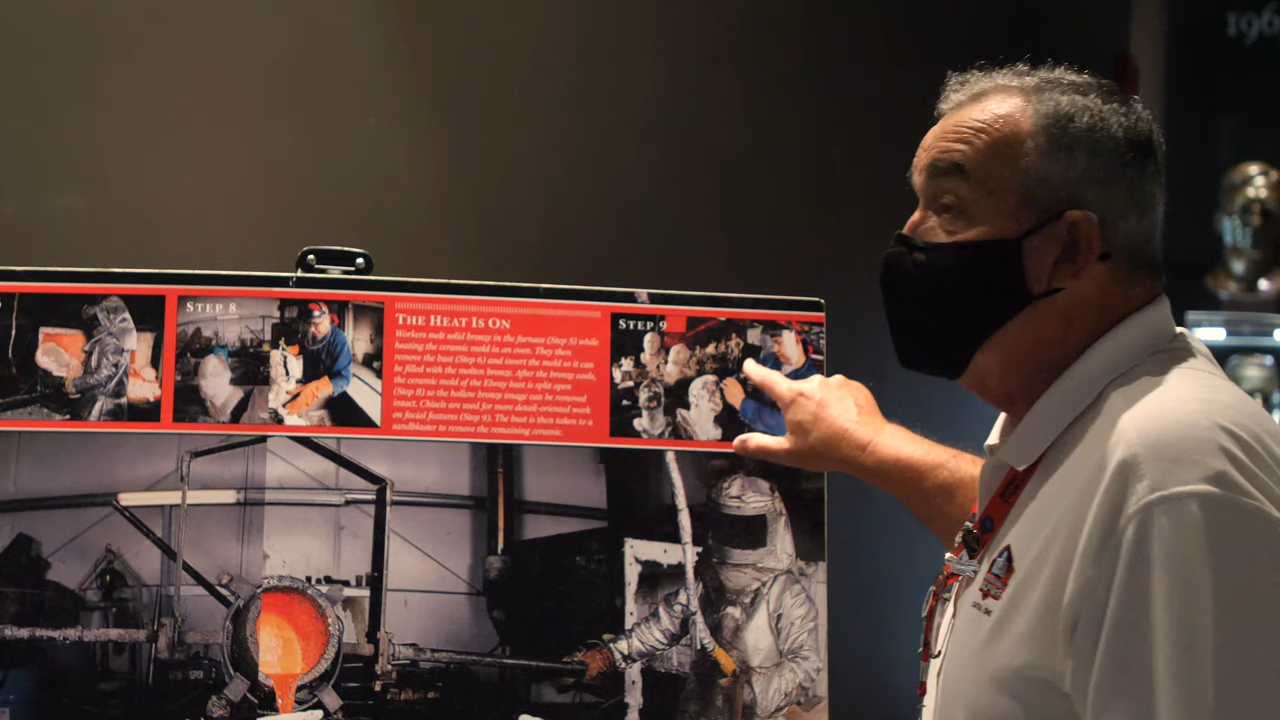 196
STEP 8
THE HEAT IS ON
Workers melt solid bronze in the furnace (Step 5) while
heating the ceramic mold in an oven. They then
remove the bust (Step 6) and insert the mold so it can
be filled with the molten bronze. After the bronze cools,
the ceramic mold of the Elway bust is split open
(Step 8) so the hollow bronze image can be removed
intact. Chisels are used for more detail-oriented work
on facial features (Step 9). The bust is then taken to a
sandblaster to remove the remaining ceramic.
STEP 9